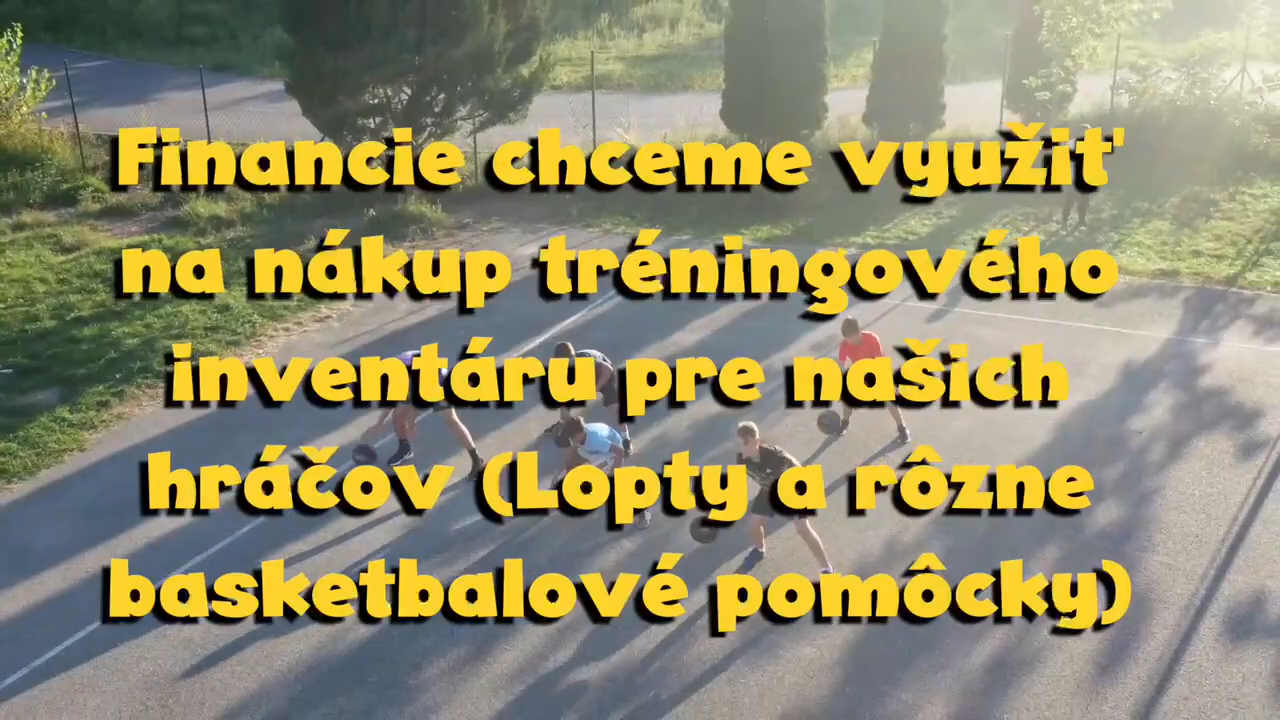 Financie chceme využiť
na nákup tréningového
inventáru pre našich
hráčov (Lopty a rôzne
basketbalové pomôcky)